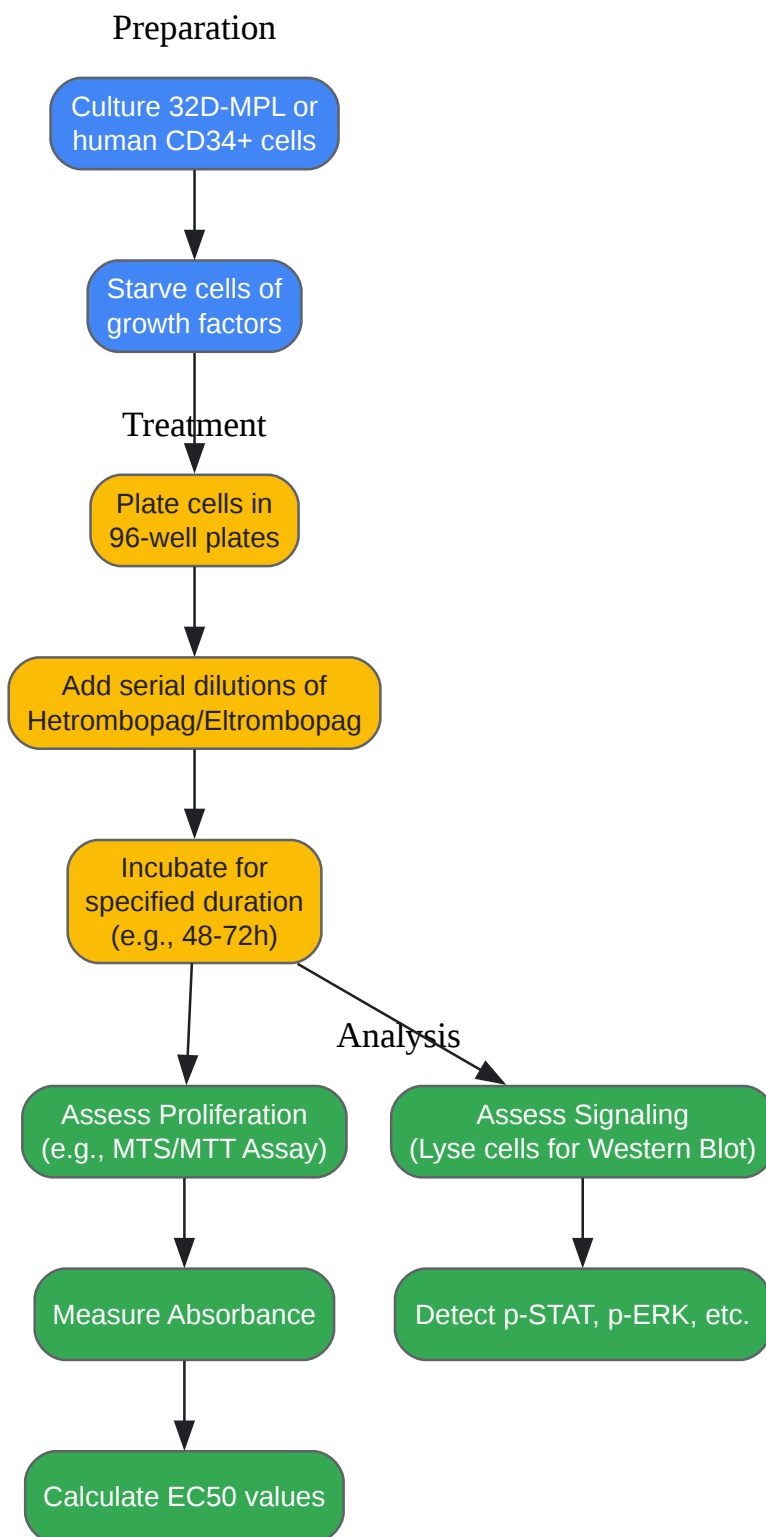 Preparation
Culture 32D-MPL or
human CD34+ cells
Starve cells of
growth factors
Treatment
Plate cells in
96-well plates
Add serial dilutions of
Hetrombopag/Eltrombopag
Incubate for
specified duration
(e.g., 48-72h)
Analysis
Assess Proliferation
(e.g., MTS/MTT Assay)
Assess Signaling
(Lyse cells for Western Blot)
Measure Absorbance
Detect p-STAT, p-ERK, etc.
Calculate EC50 values